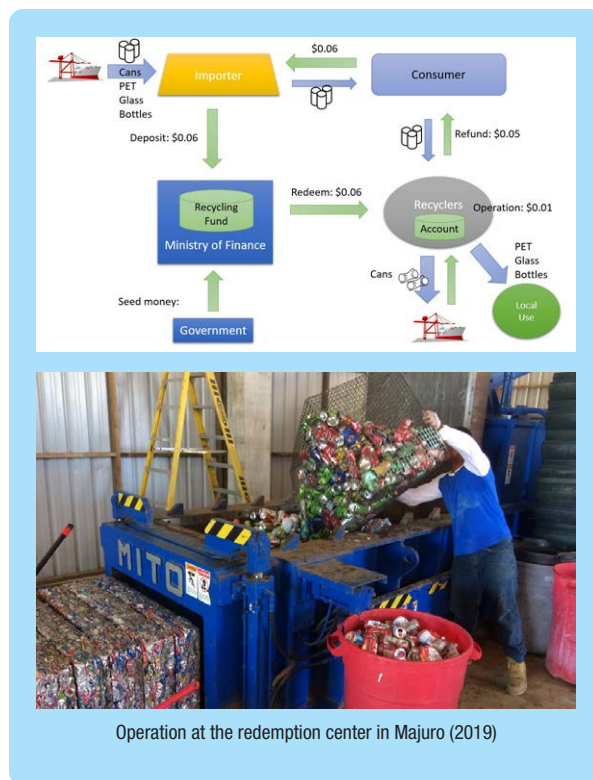 $0.06
Cans
PET
Glass
Bottles
Importer
Consumer
Deposit: $0.06
Refund: $0.05
Recycling
Fund
Ministry of Finance
Redeem: $0.06
Recyclers
Operation: $0.01
Account
PET
Glass
Bottles
Cans
Local
Use
Seed money:
Government
MITO
Operation at the redemption center in Majuro (2019)